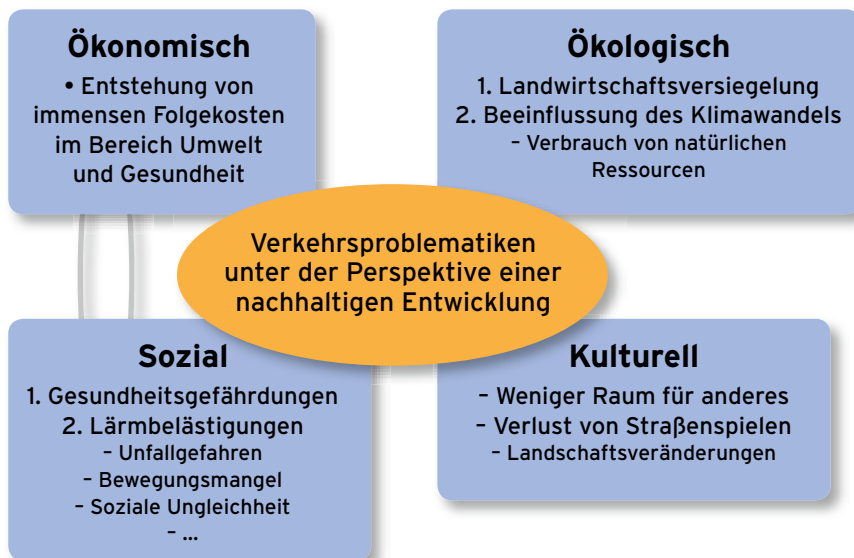 Ökonomisch
• Entstehung von
immensen Folgekosten
im Bereich Umwelt
und Gesundheit
Ökologisch
1. Landwirtschaftsversiegelung
2. Beeinflussung des Klimawandels
– Verbrauch von natürlichen
Ressourcen
Verkehrsproblematiken
unter der Perspektive einer
nachhaltigen Entwicklung
Sozial
1. Gesundheitsgefährdungen
2. Lärmbelästigungen
– Unfallgefahren
– Bewegungsmangel
– Soziale Ungleichheit
– ...
Kulturell
– Weniger Raum für anderes
– Verlust von Straßenspielen
– Landschaftsveränderungen